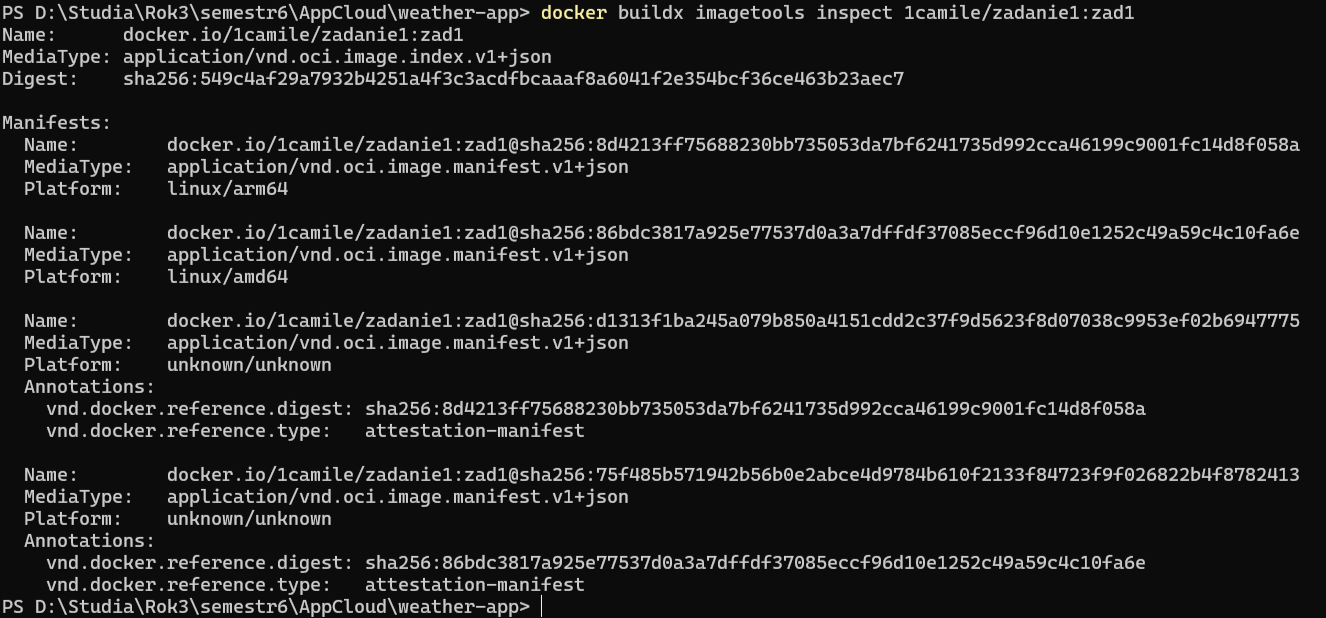 PS D:\Studia\Rok3\semestr6\AppCloud\weather-app> docker buildx imagetools inspect 1camile/zadanie1:zad1
Name:      docker.io/1camile/zadanie1:zad1
MediaType: application/vnd.oci.image.index.v1+json
Digest:    sha256:549c4af29a7932b4251a4f3c3acdfbcaaaf8a6041f2e354bcf36ce463b23aec7

Manifests:
  Name:        docker.io/1camile/zadanie1:zad1@sha256:8d4213ff75688230bb735053da7bf6241735d992cca46199c9001fc14d8f058a
  MediaType:   application/vnd.oci.image.manifest.v1+json
  Platform:    linux/arm64

  Name:        docker.io/1camile/zadanie1:zad1@sha256:86bdc3817a925e77537d0a3a7dffdf37085eccf96d10e1252c49a59c4c10fa6e
  MediaType:   application/vnd.oci.image.manifest.v1+json
  Platform:    linux/amd64

  Name:        docker.io/1camile/zadanie1:zad1@sha256:d1313f1ba245a079b850a4151cdd2c37f9d5623f8d07038c9953ef02b6947775
  MediaType:   application/vnd.oci.image.manifest.v1+json
  Platform:    unknown/unknown
  Annotations:
    vnd.docker.reference.digest: sha256:8d4213ff75688230bb735053da7bf6241735d992cca46199c9001fc14d8f058a
    vnd.docker.reference.type:   attestation-manifest

  Name:        docker.io/1camile/zadanie1:zad1@sha256:75f485b571942b56b0e2abce4d9784b610f2133f84723f9f026822b4f8782413
  MediaType:   application/vnd.oci.image.manifest.v1+json
  Platform:    unknown/unknown
  Annotations:
    vnd.docker.reference.digest: sha256:86bdc3817a925e77537d0a3a7dffdf37085eccf96d10e1252c49a59c4c10fa6e
    vnd.docker.reference.type:   attestation-manifest
PS D:\Studia\Rok3\semestr6\AppCloud\weather-app>